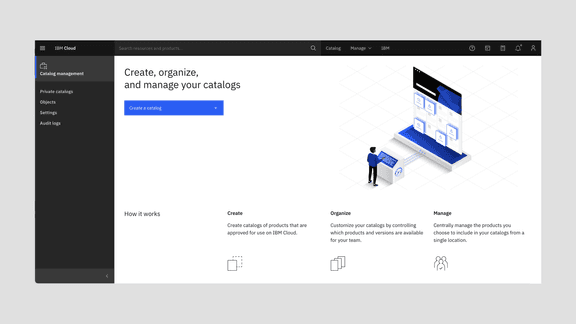 IBM Cloud
Search resources and products
Catalog
Manage
IBM
Catalog management
Private catalogs
Objects
Settings
Audit logs
Create, organize,
and manage your catalogs
Create a catalog
How it works
Create
Create catalogs of products that are
approved for use on IBM Cloud.
Organize
Customize your catalogs by controlling
which products and versions are available
for your team.
Manage
Centrally manage the products you
choose to include in your catalogs from a
single location.